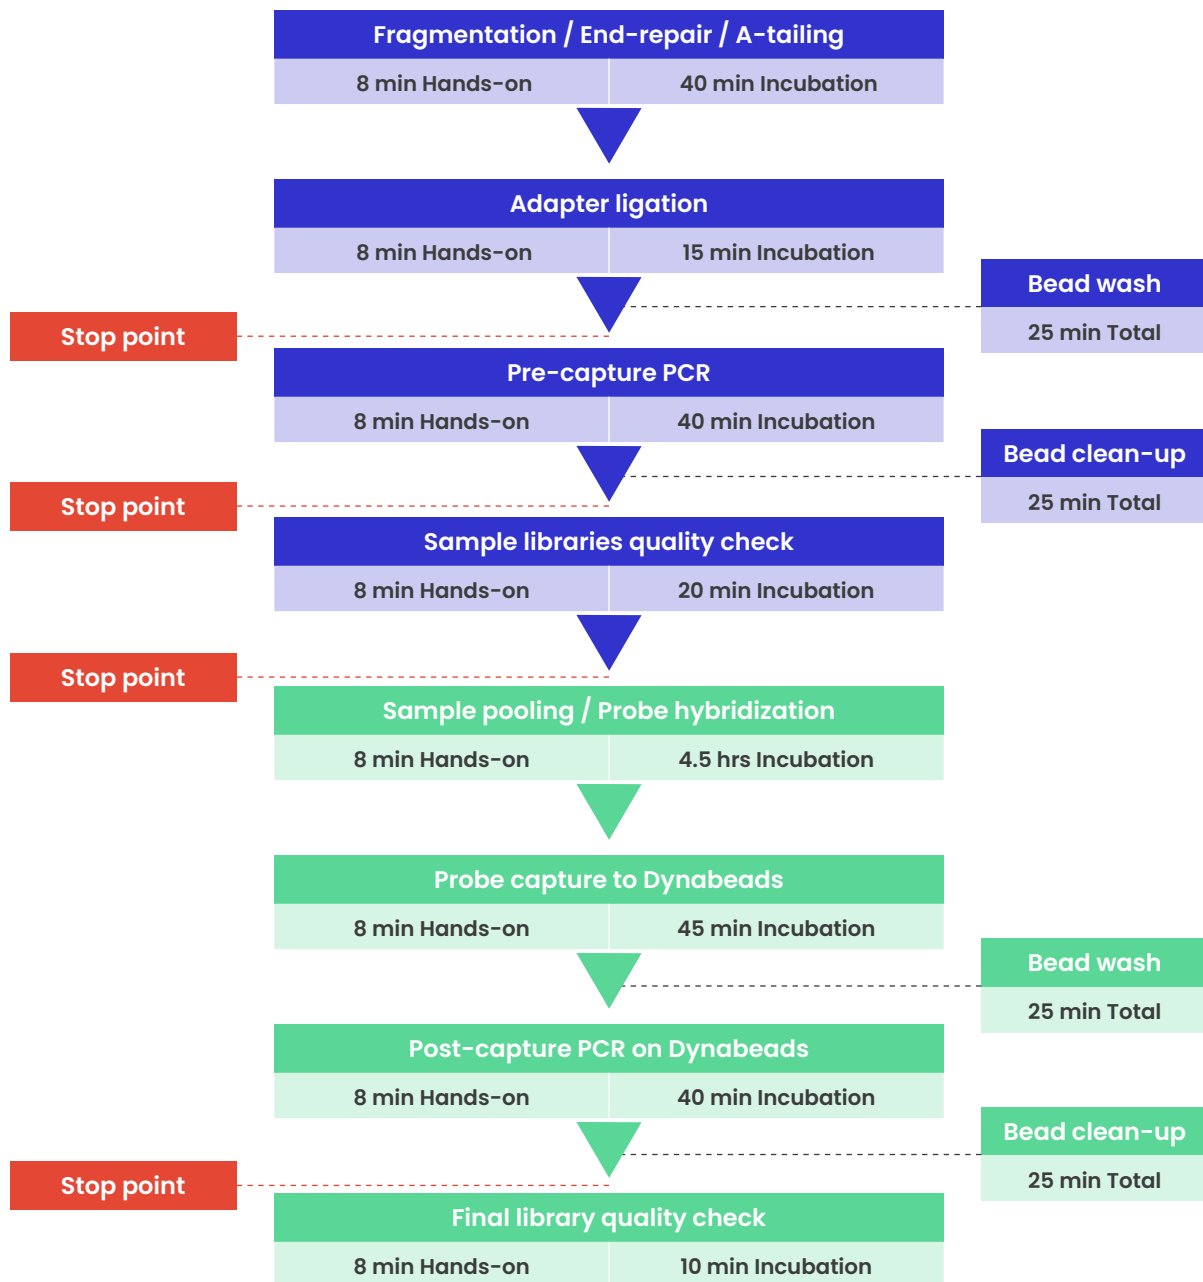 Fragmentation / End-repair / A-tailing
8 min Hands-on
40 min Incubation
Adapter ligation
8 min Hands-on
15 min Incubation
Bead wash
25 min Total
Stop point
Pre-capture PCR
8 min Hands-on
40 min Incubation
Bead clean-up
25 min Total
Stop point
Sample libraries quality check
8 min Hands-on
20 min Incubation
Stop point
Sample pooling / Probe hybridization
8 min Hands-on
4.5 hrs Incubation
Probe capture to Dynabeads
8 min Hands-on
45 min Incubation
Bead wash
25 min Total
Post-capture PCR on Dynabeads
8 min Hands-on
40 min Incubation
Bead clean-up
25 min Total
Stop point
Final library quality check
8 min Hands-on
10 min Incubation